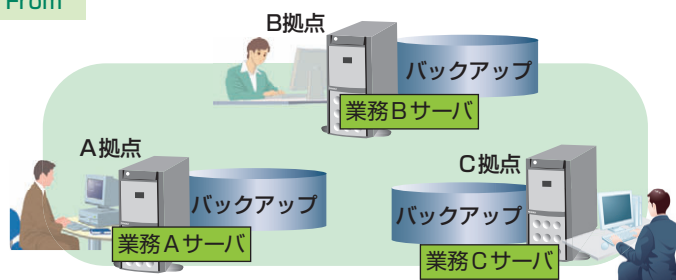 From
B拠点
バックアップ
業務Bサーバ
A拠点
バックアップ
業務Aサーバ
C拠点
バックアップ
業務Cサーバ